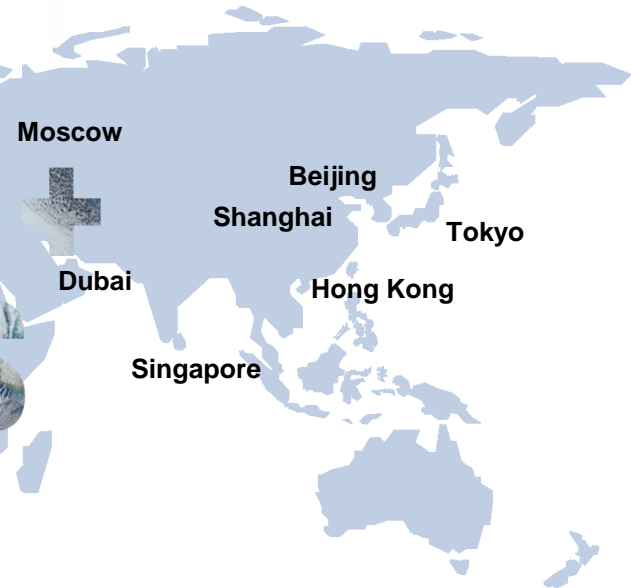 Moscow
Beijing
Shanghai
Tokyo
Dubai
Hong Kong
Singapore